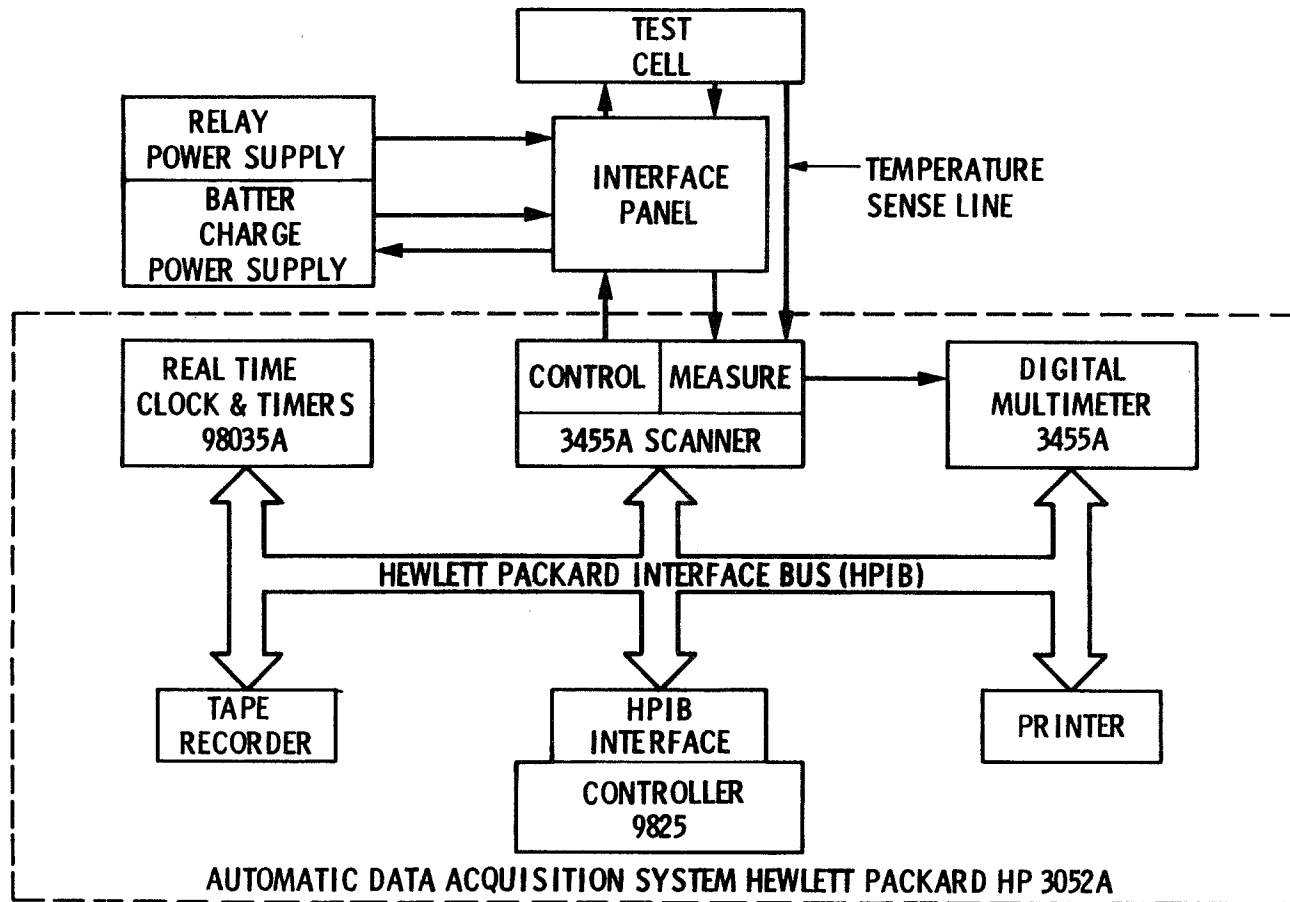 TEST
CELL
RELAY
POWER SUPPLY
BATTER
CHARGE
POWER SUPPLY
INTERFACE
PANEL
TEMPERATURE
SENSE LINE
REAL TIME
CLOCK & TIMERS
98035A
CONTROL
MEASURE
3455A SCANNER
DIGITAL
MULTIMETER
3455A
HEWLETT PACKARD INTERFACE BUS (HPIB)
TAPE
RECORDER
HPIB
INTERFACE
CONTROLLER
9825
PRINTER
AUTOMATIC DATA ACQUISITION SYSTEM HEWLETT PACKARD HP 3052A